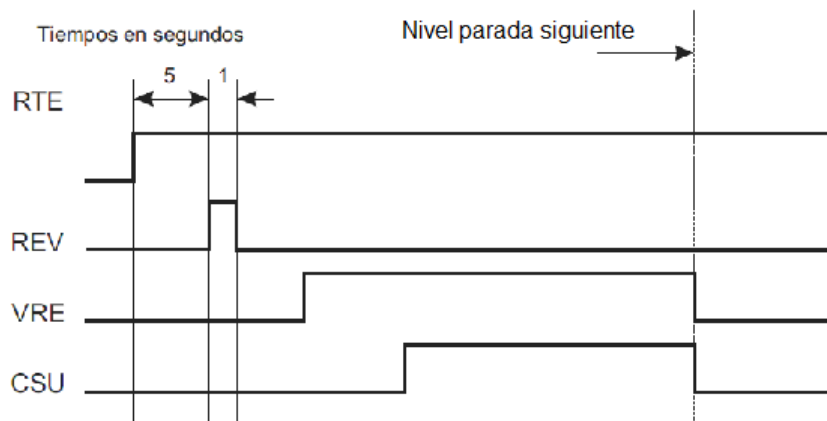 Tiempos en segundos
Nivel parada siguiente
5
1
RTE
REV
VRE
CSU